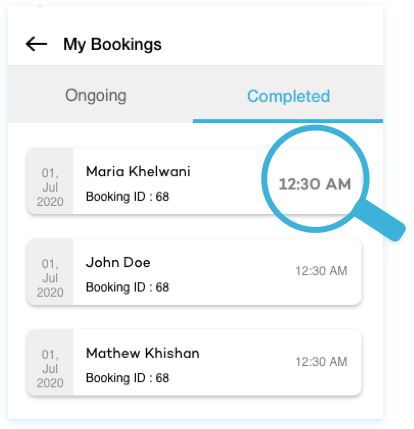 My Bookings
Ongoing
Completed
01,
Jul
2020
Maria Khelwani
Booking ID : 68
12:30 AM
01,
Jul
2020
John Doe
Booking ID : 68
12:30 AM
01,
Jul
2020
Mathew Khishan
Booking ID : 68
12:30 AM